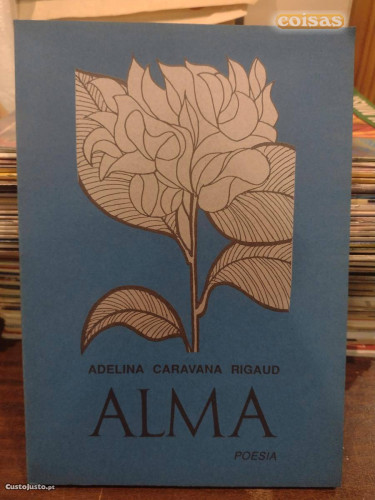 coisas
ADELINA CARAVANA RIGAUD
ALMA
POESIA
CustoJusto.pt